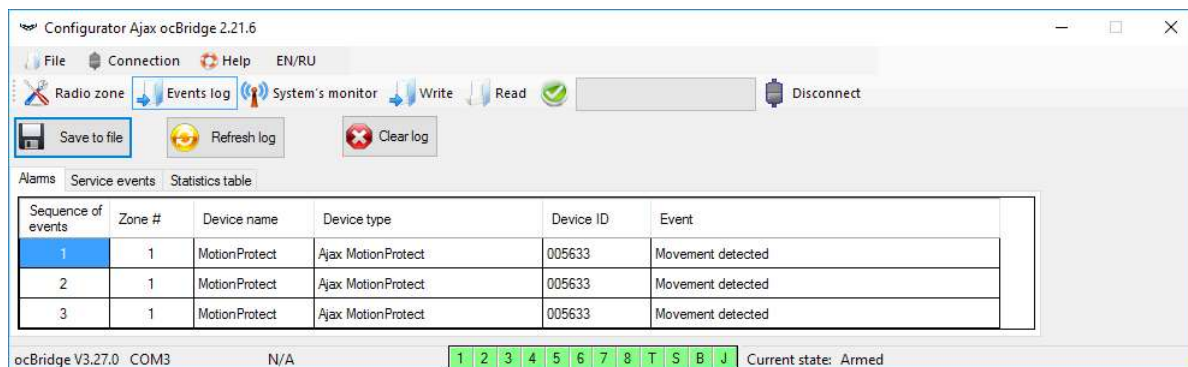 Configurator Ajax ocBridge 2.21.6
File Connection Help EN/RU
Radio zone Events log System's monitor Write Read Disconnect
Save to file Refresh log Clear log
Alarms Service events Statistics table
Sequence of events Zone # Device name Device type Device ID Event
1 1 MotionProtect Ajax MotionProtect 005633 Movement detected
2 1 MotionProtect Ajax MotionProtect 005633 Movement detected
3 1 MotionProtect Ajax MotionProtect 005633 Movement detected
ocBridge V3.27.0 COM3 N/A 1 2 3 4 5 6 7 8 T S B J Current state: Armed